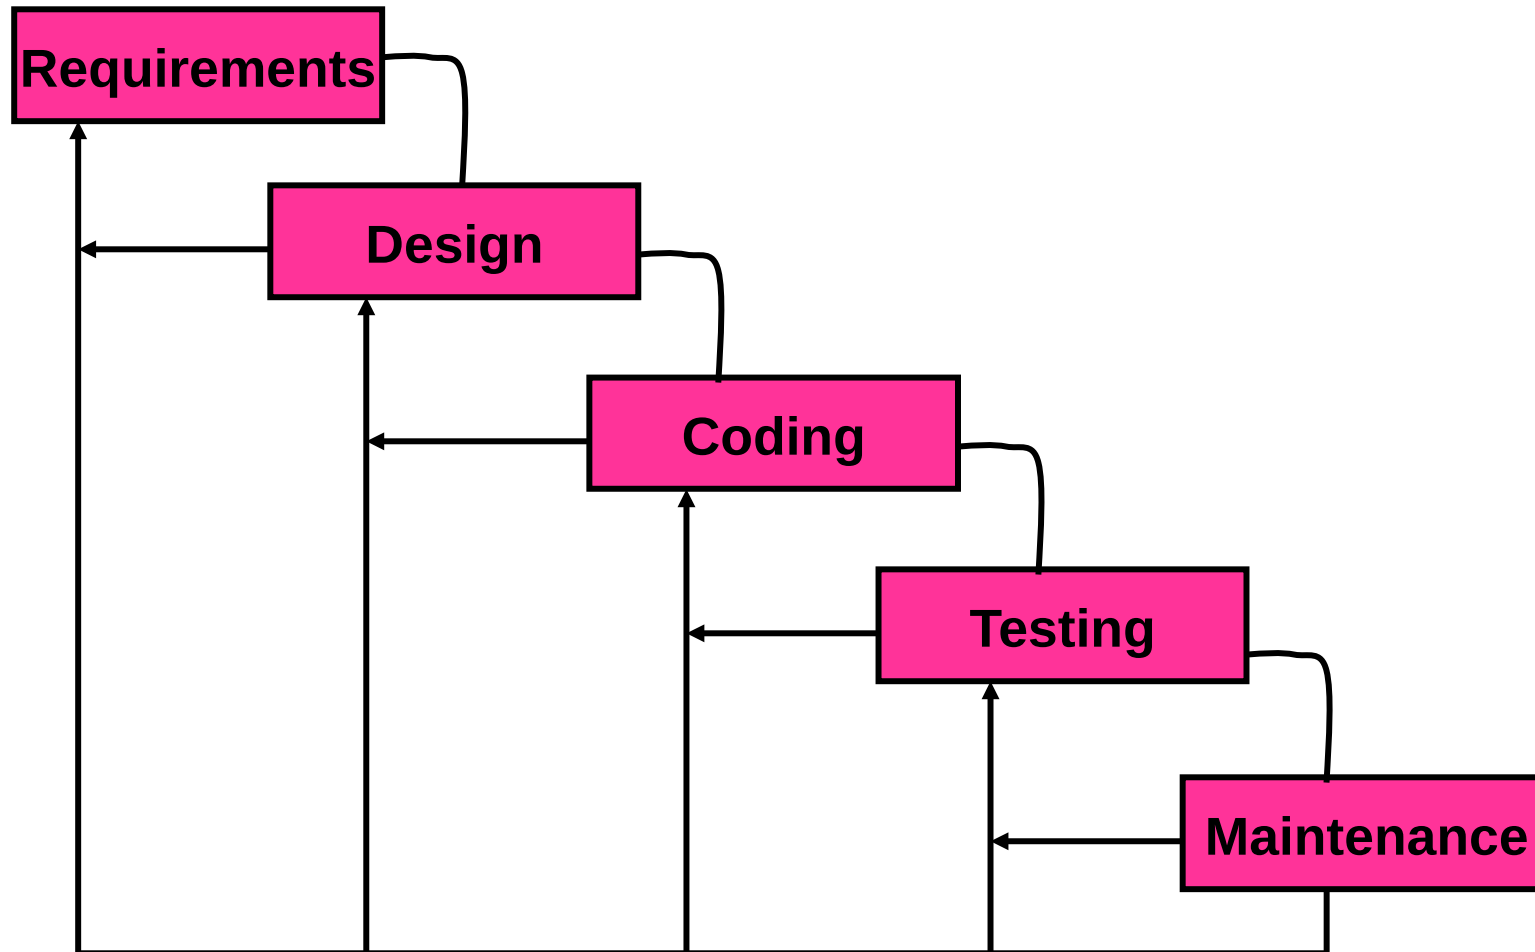 Requirements
Design
Coding
Testing
Maintenance